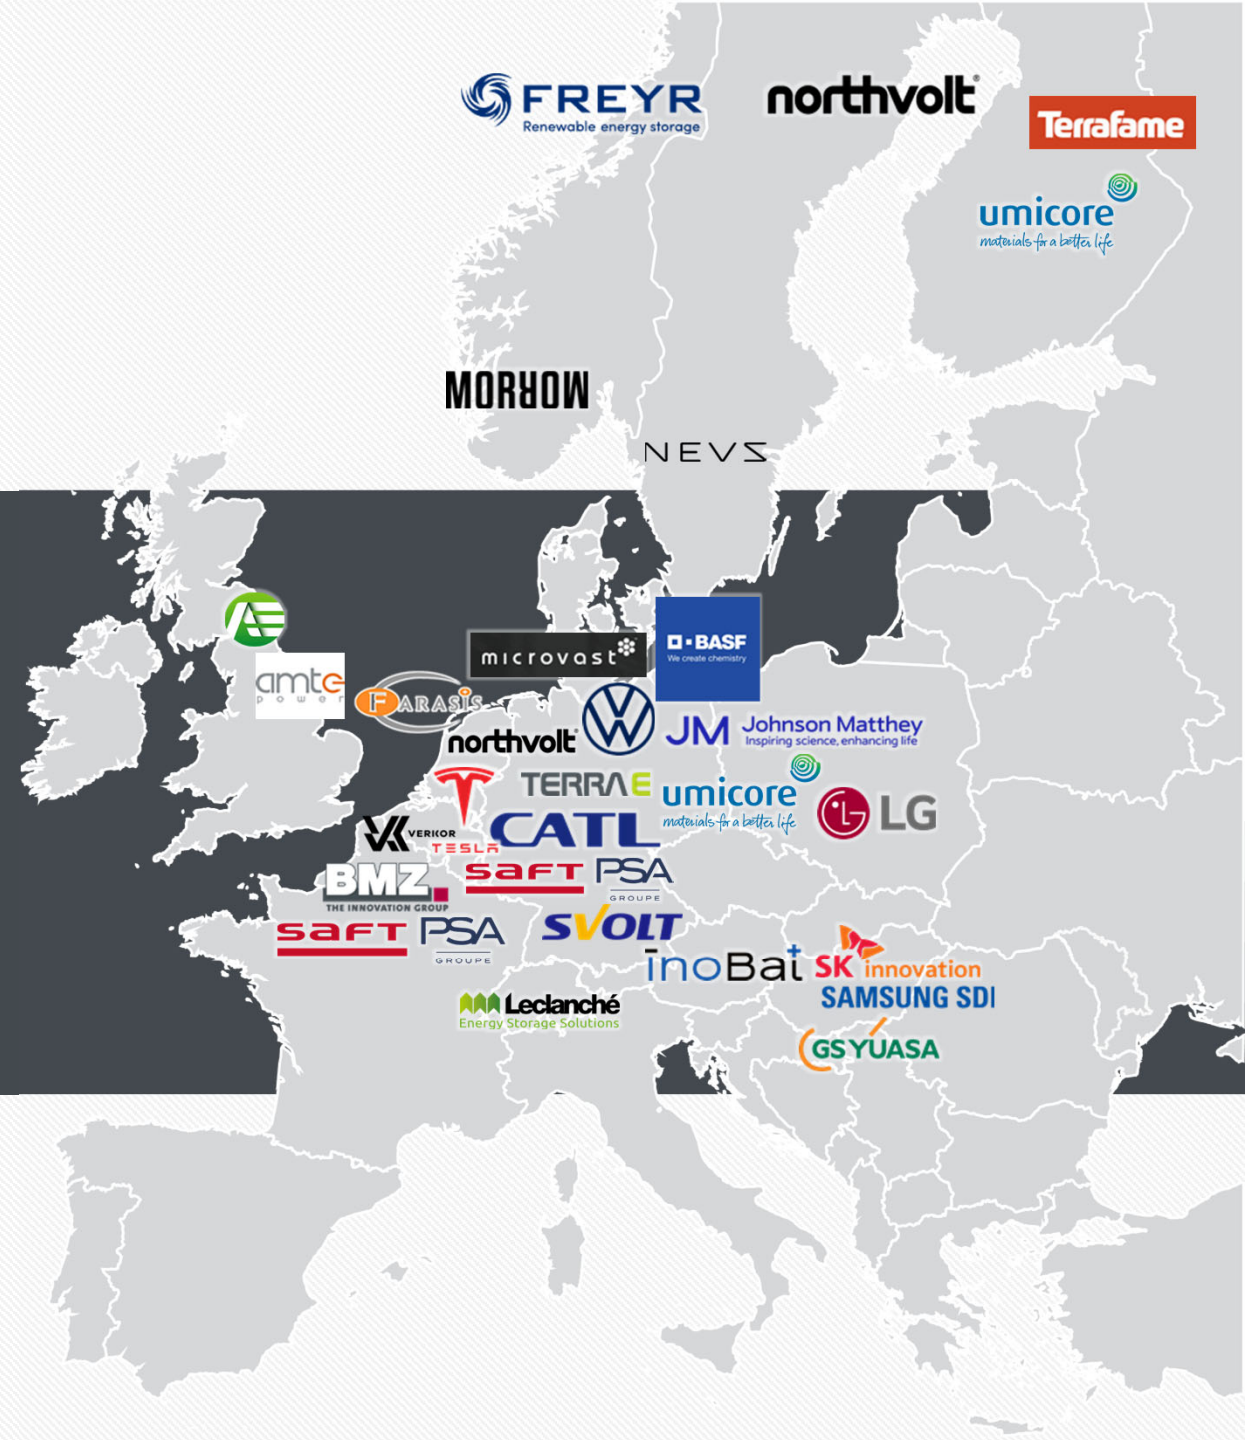 FREYR
Renewable energy storage
northvolt®
Terrafame
umicore
materials for a better life
MORROW
NEVS
AE
amte
power
microvast
BASF
We create chemistry
FARASIS
northvolt®
VW
JM Johnson Matthey
Inspiring science, enhancing life
TERRA E
umicore
materials for a better life
LG
VERKOR
TESLA
CATL
BMZ
THE INNOVATION GROUP
SAFT
PSA
GROUPE
SAFT
PSA
GROUPE
SVOLT
InoBat
SK innovation
SAMSUNG SDI
Leclanché
Energy Storage Solutions
GS YUASA